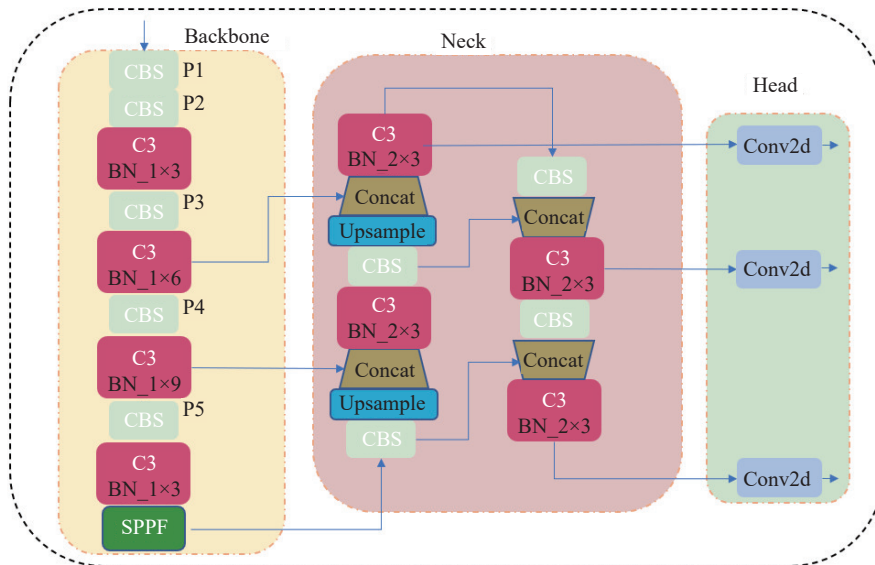 Backbone
CBS P1
CBS P2
C3
BN_1×3
CBS P3
C3
BN_1×6
CBS P4
C3
BN_1×9
CBS P5
C3
BN_1×3
SPPF
Neck
C3
BN_2×3
Concat
Upsample
CBS
C3
BN_2×3
Concat
Upsample
CBS
CBS
Concat
C3
BN_2×3
CBS
Concat
C3
BN_2×3
Head
Conv2d
Conv2d
Conv2d